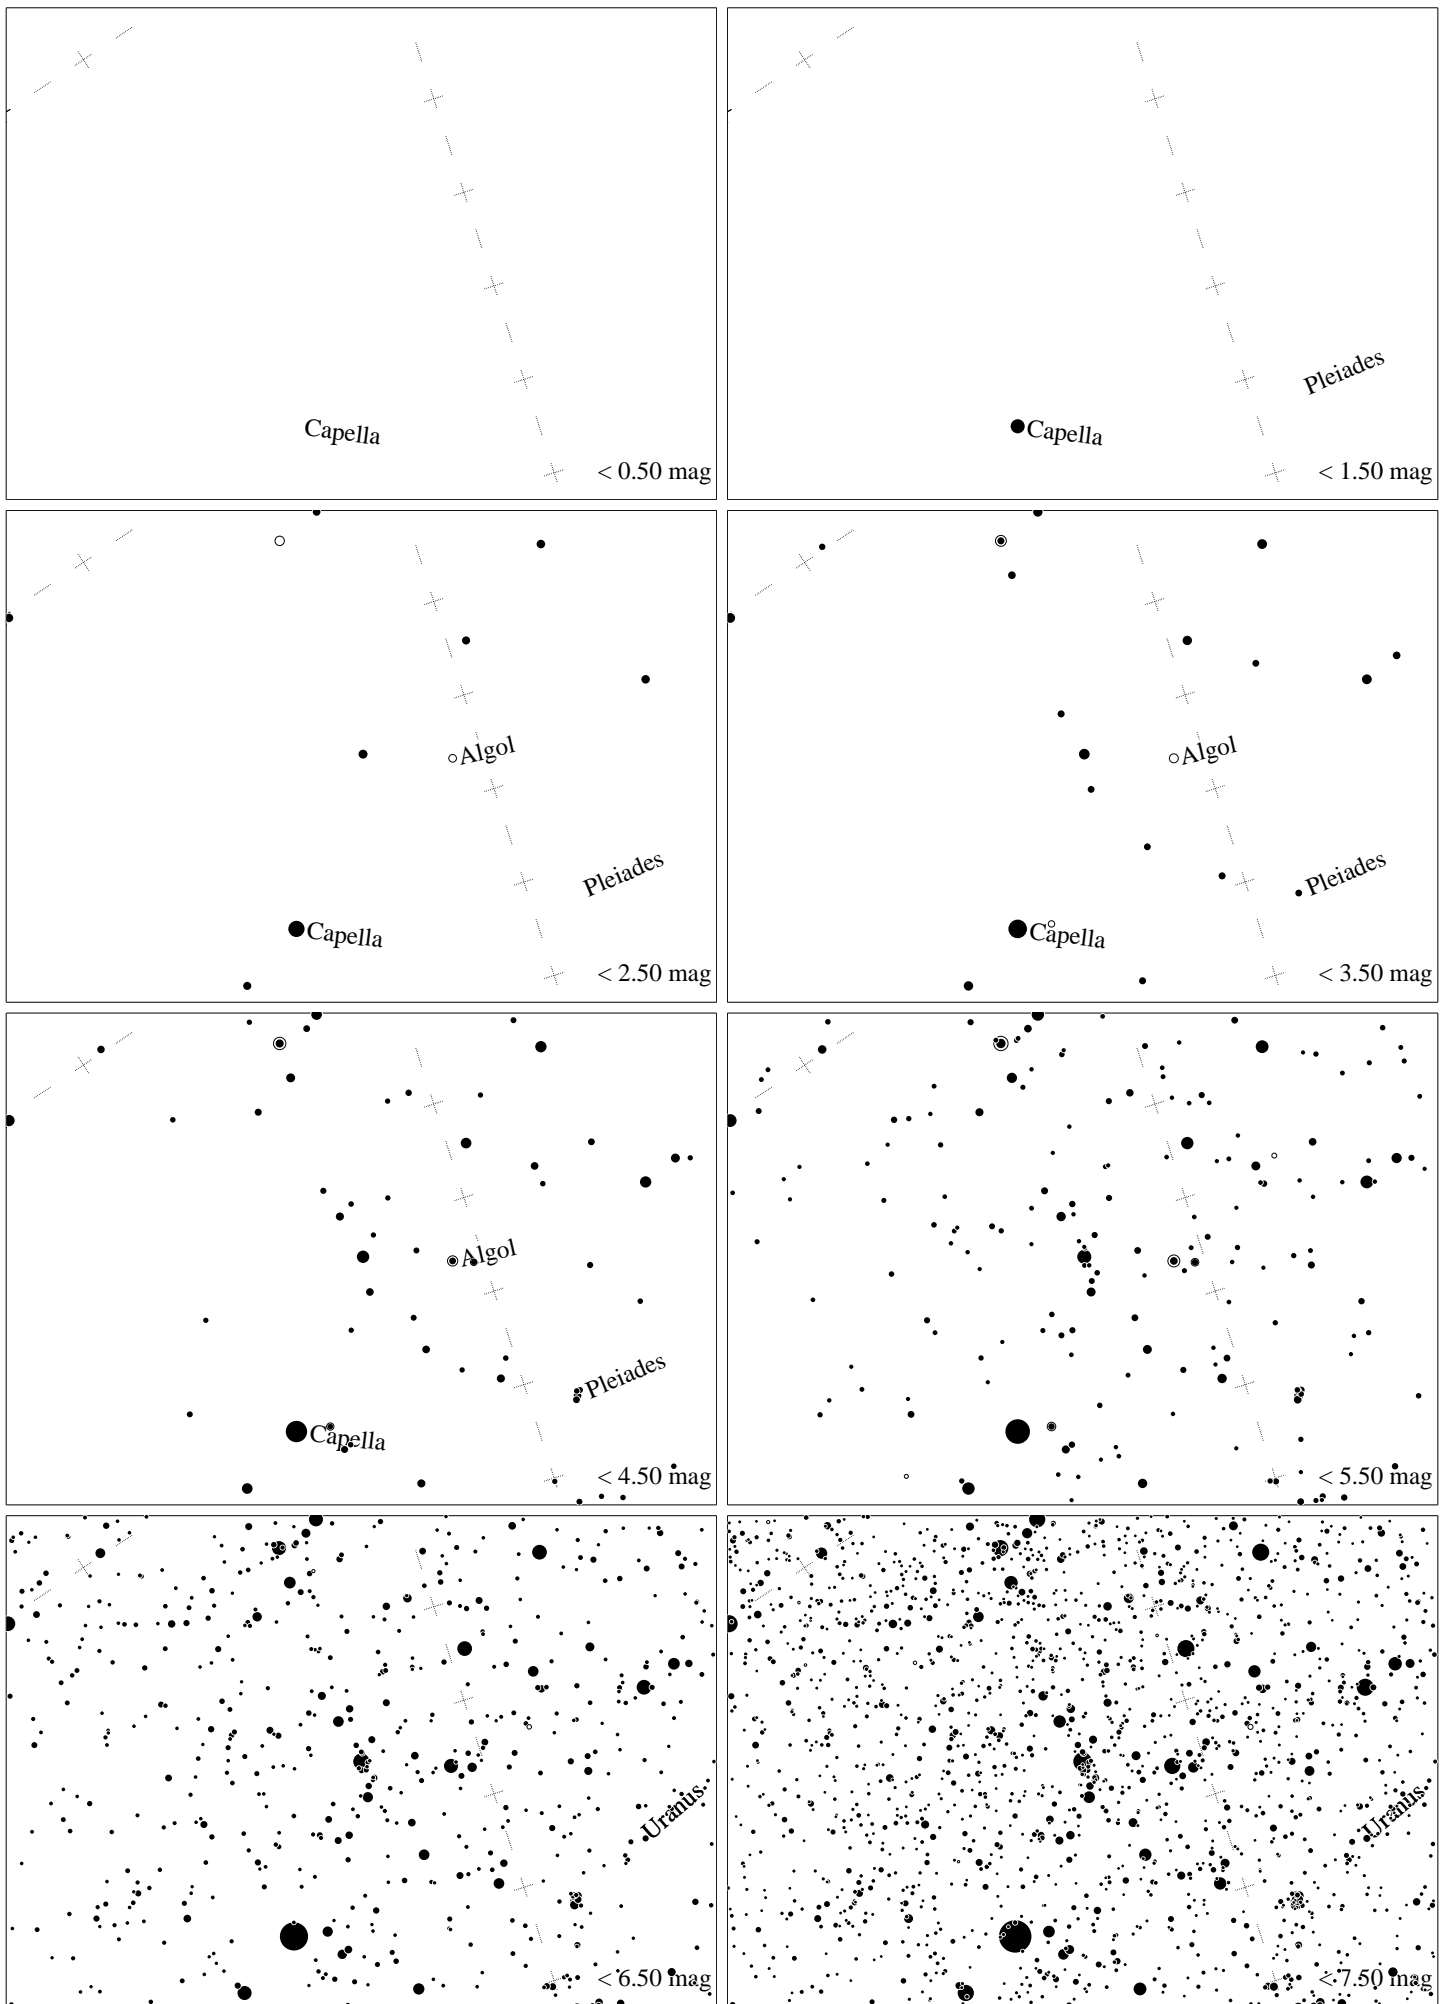 Capella
< 0.50 mag
Pleiades
Capella
< 1.50 mag
Algol
Pleiades
Capella
< 2.50 mag
Algol
Pleiades
Capella
< 3.50 mag
Algol
Pleiades
Capella
< 4.50 mag
< 5.50 mag
Uranus
< 6.50 mag
Uranus
< 7.50 mag